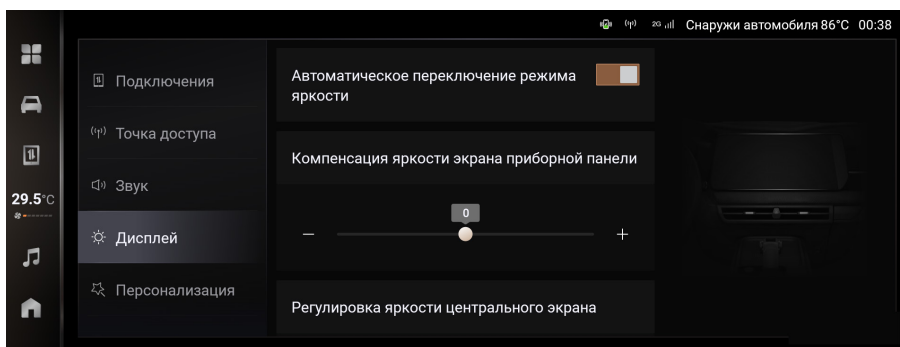 2G Снаружи автомобиля 86°C 00:38
Подключения
Точка доступа
29.5°C
Звук
Дисплей
Персонализация
Автоматическое переключение режима
яркости
Компенсация яркости экрана приборной панели
0
− +
Регулировка яркости центрального экрана